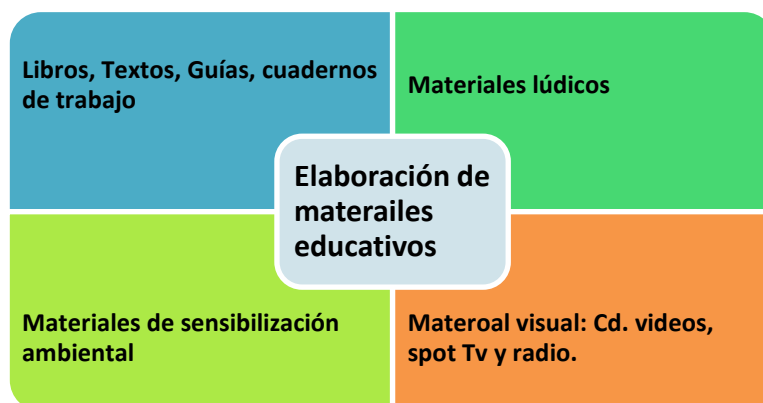 Libros, Textos, Guías, cuadernos
de trabajo
Materiales lúdicos
Elaboración de
materailes
educativos
Materiales de sensibilización
ambiental
Materoal visual: Cd. videos,
spot Tv y radio.